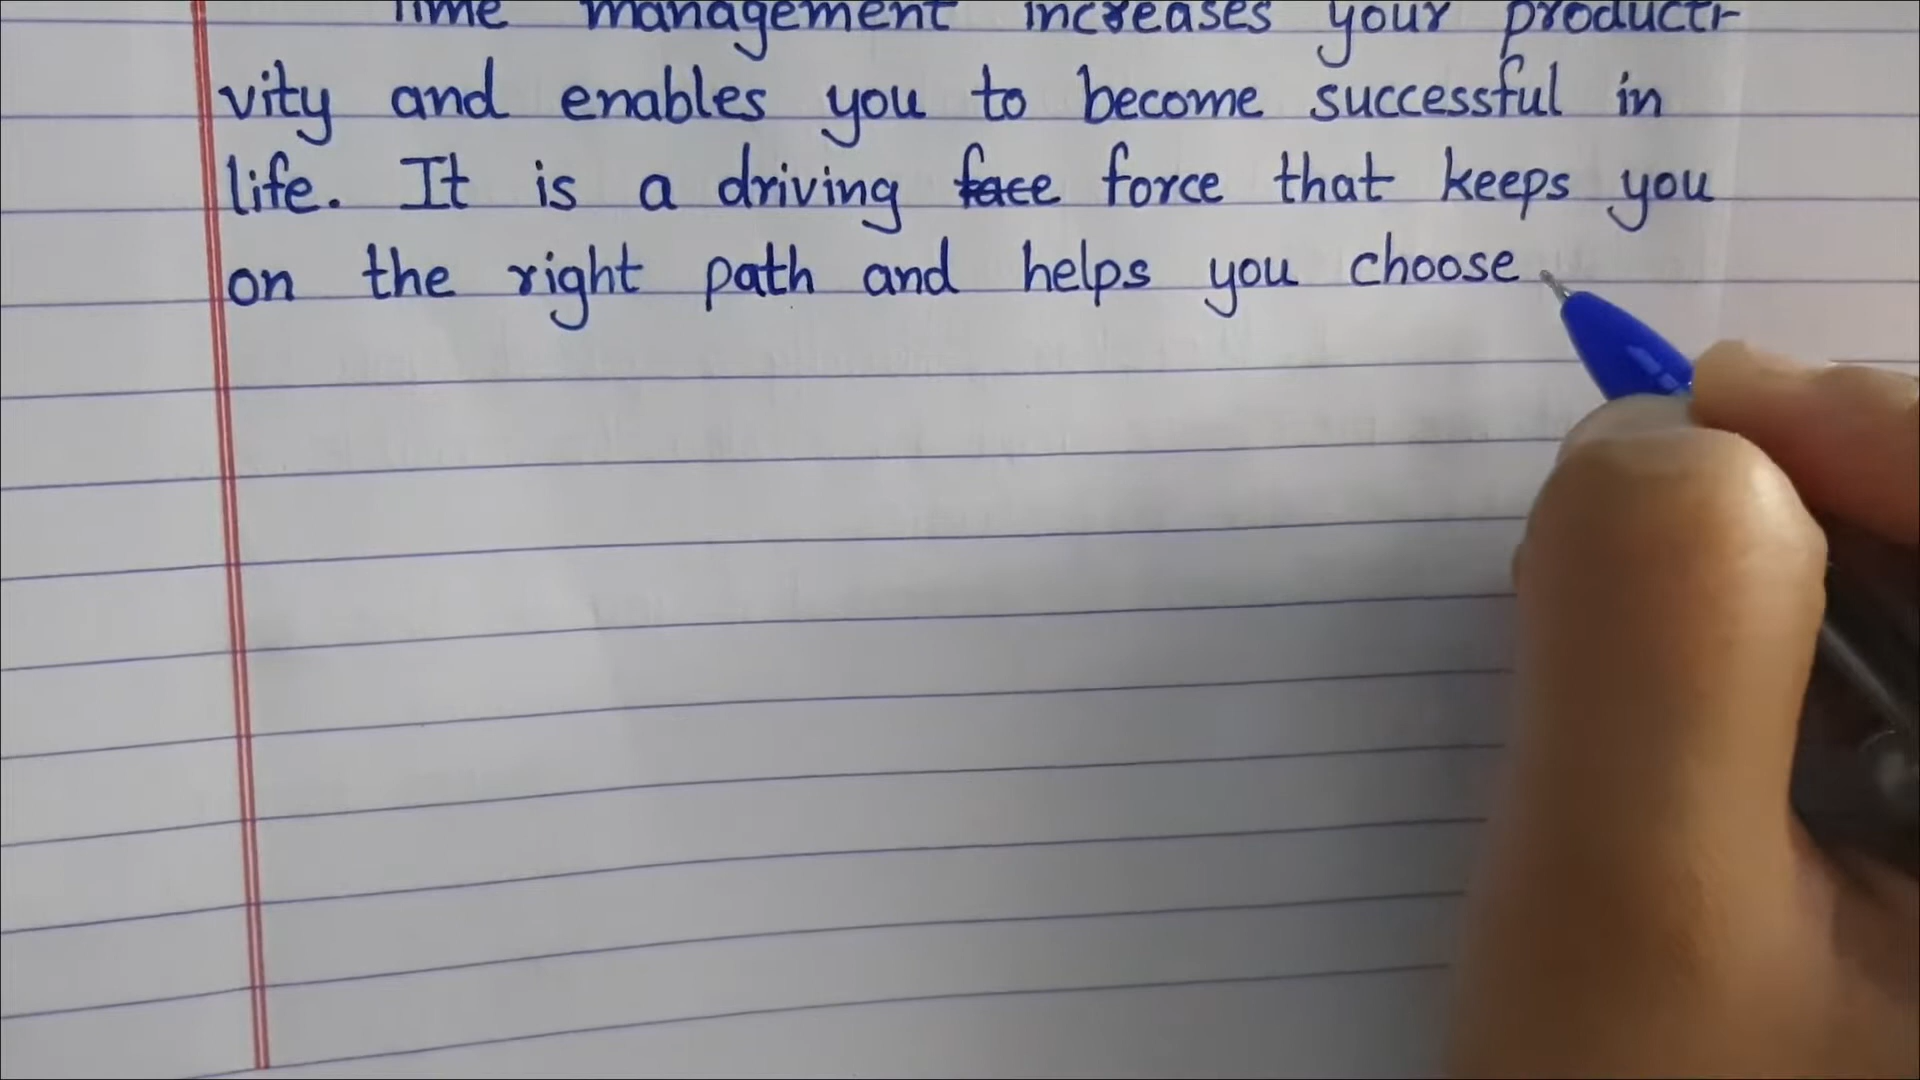 Time management increases your producti-
vity and enables you to become successful in
life. It is a driving face force that keeps you
on the right path and helps you choose